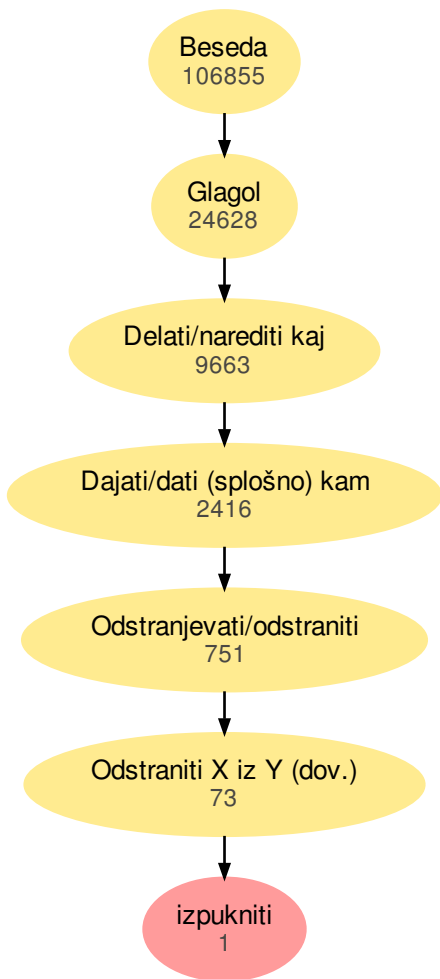 Beseda
106855
Glagol
24628
Delati/narediti kaj
9663
Dajati/dati (splošno) kam
2416
Odstranjevati/odstraniti
751
Odstraniti X iz Y (dov.)
73
izpukniti
1